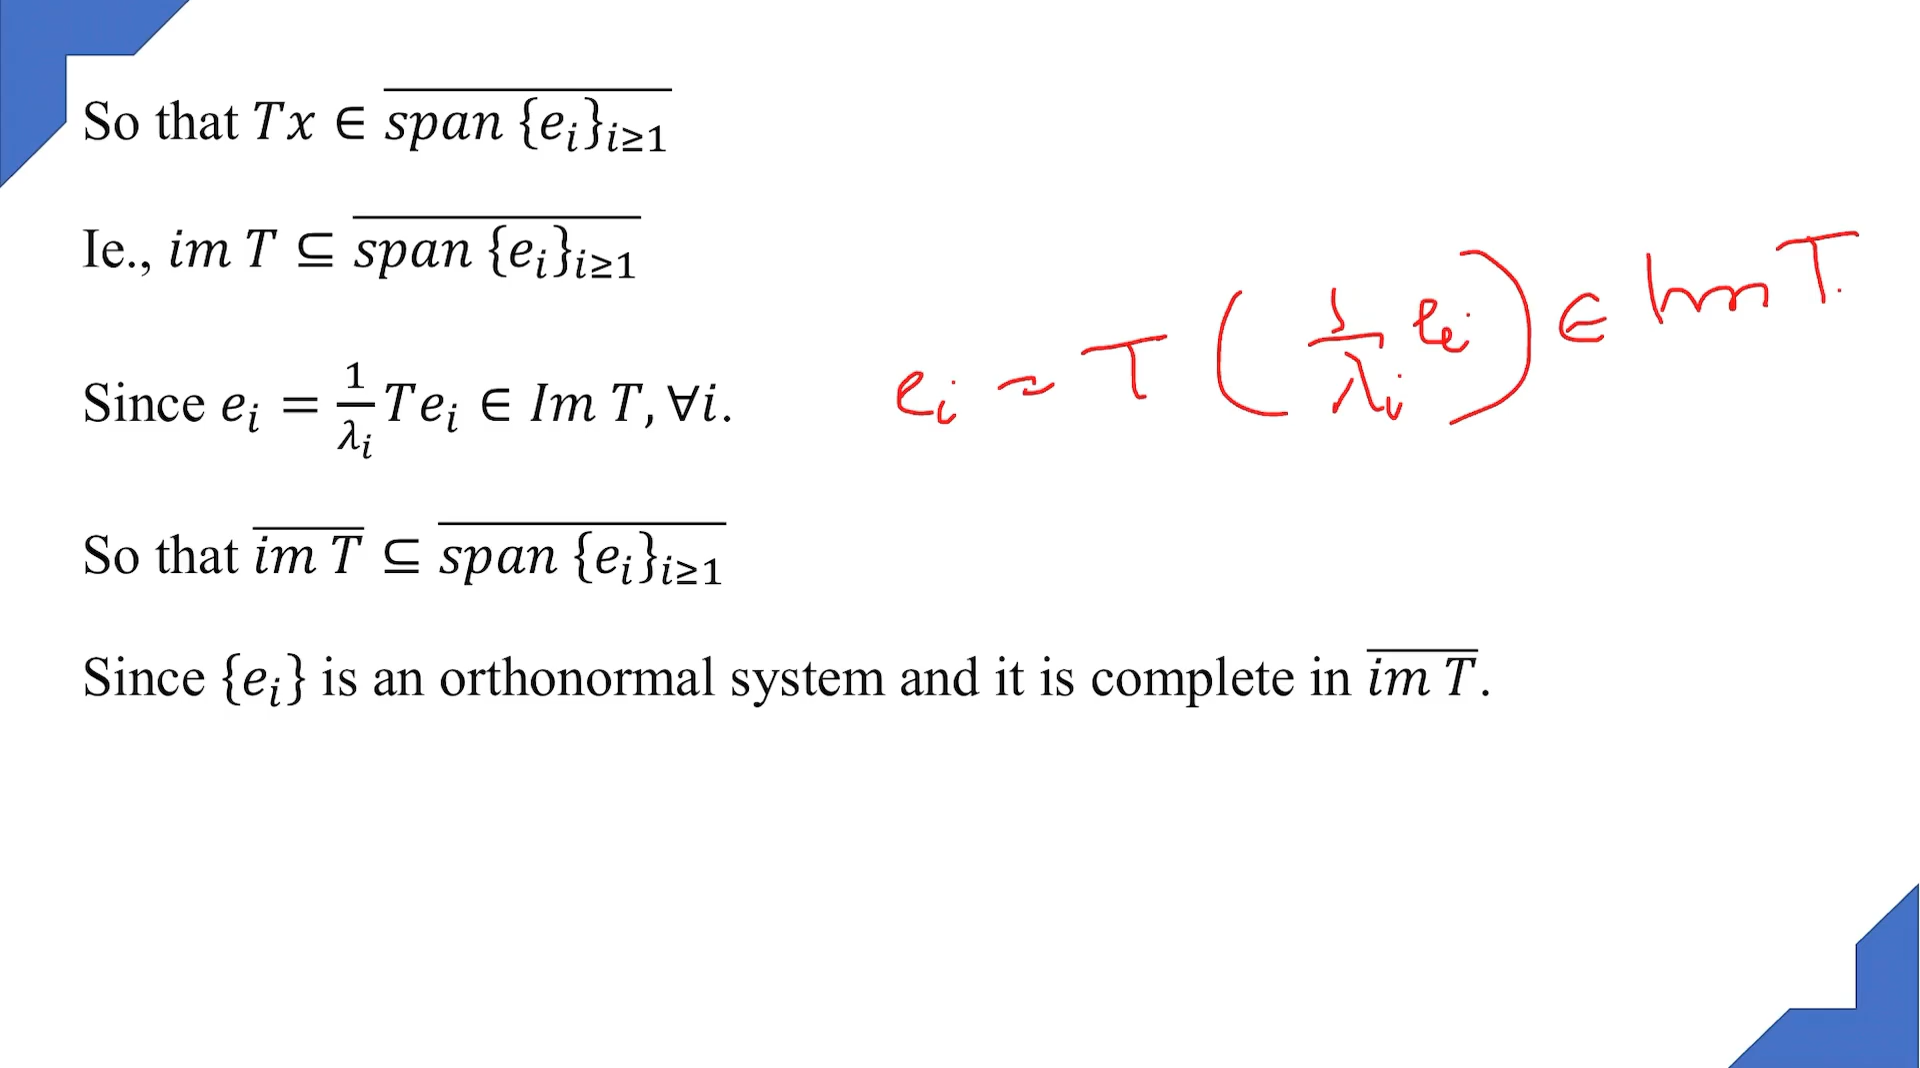 So that 𝑇𝑥 ∈ \overline{span {e_i}_{i≥1}}
Ie., im T ⊆ \overline{span {e_i}_{i≥1}}
Since e_i = \frac{1}{λ_i} Te_i ∈ Im T, ∀i.
e_i = T ( \frac{1}{λ_i} e_i ) ∈ Im T.
So that \overline{im T} ⊆ \overline{span {e_i}_{i≥1}}
Since {e_i} is an orthonormal system and it is complete in \overline{im T}.